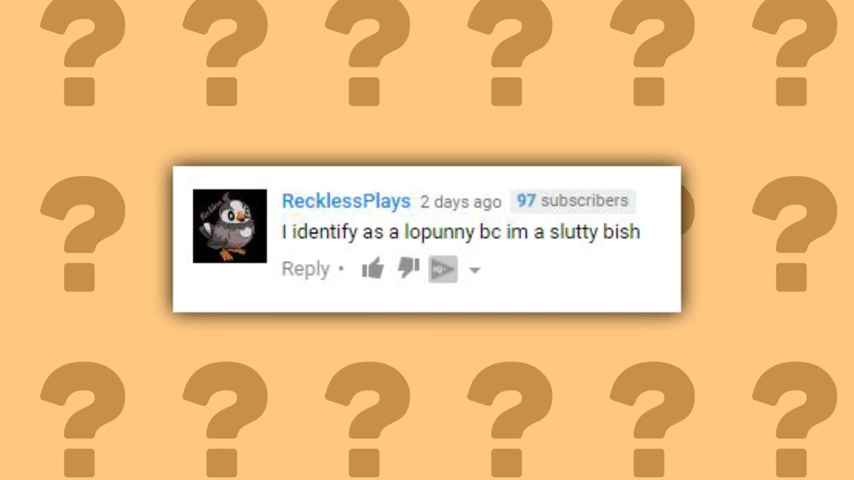 RecklessPlays 2 days ago 97 subscribers
I identify as a lopunny bc im a slutty bish
Reply •